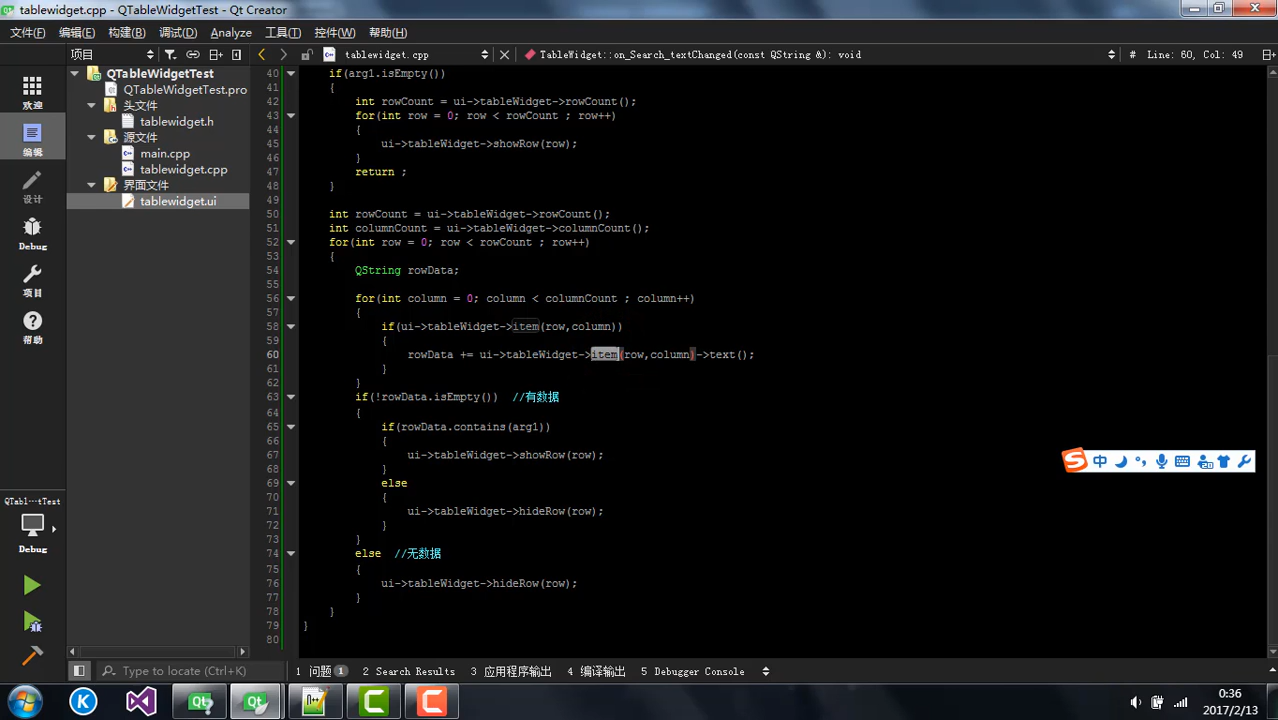 tablewidget.cpp - QTableWidgetTest - Qt Creator
文件(F) 编辑(E) 构建(B) 调试(D) Analyze 工具(T) 控件(W) 帮助(H)
项目 tablewidget.cpp TableWidget::on_Search_textChanged(const QString &): void # Line: 60, Col: 49
欢迎
编辑
设计
Debug
项目
帮助
QTabl···tTest
Debug
QTableWidgetTest
QTableWidgetTest.pro
头文件
tablewidget.h
源文件
main.cpp
tablewidget.cpp
界面文件
tablewidget.ui
40 if(arg1.isEmpty())
41 {
42 int rowCount = ui->tableWidget->rowCount();
43 for(int row = 0; row < rowCount ; row++)
44 {
45 ui->tableWidget->showRow(row);
46 }
47 return ;
48 }
49
50 int rowCount = ui->tableWidget->rowCount();
51 int columnCount = ui->tableWidget->columnCount();
52 for(int row = 0; row < rowCount ; row++)
53 {
54 QString rowData;
55
56 for(int column = 0; column < columnCount ; column++)
57 {
58 if(ui->tableWidget->item(row,column))
59 {
60 rowData += ui->tableWidget->item(row,column)->text();
61 }
62 }
63 if(!rowData.isEmpty()) //有数据
64 {
65 if(rowData.contains(arg1))
66 {
67 ui->tableWidget->showRow(row);
68 }
69 else
70 {
71 ui->tableWidget->hideRow(row);
72 }
73 }
74 else //无数据
75 {
76 ui->tableWidget->hideRow(row);
77 }
78 }
79 }
80
中
Type to locate (Ctrl+K) 1 问题 1 2 Search Results 3 应用程序输出 4 编译输出 5 Debugger Console
0:36
2017/2/13